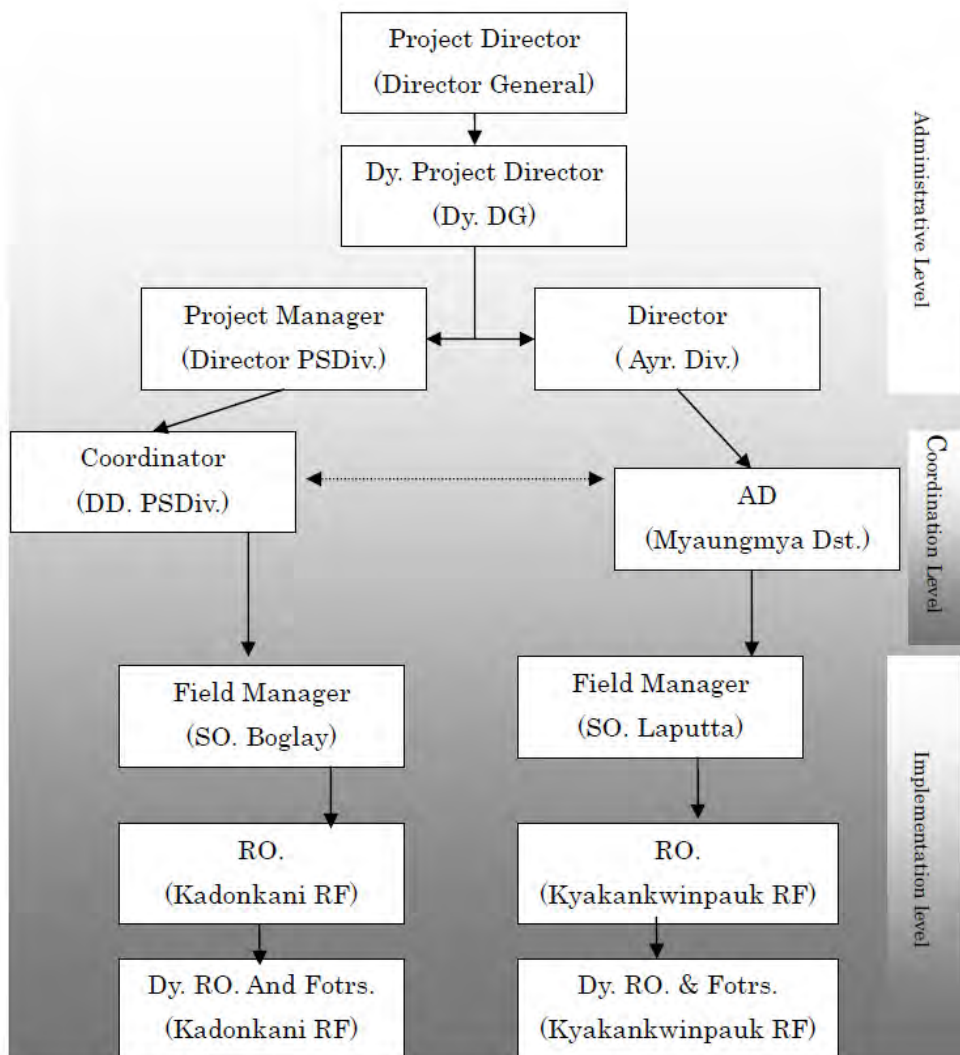 Project Director
(Director General)
Dy. Project Director
(Dy. DG)
Project Manager
(Director PSDiv.)
Director
( Ayr. Div.)
Administrative Level
Coordinator
(DD. PSDiv.)
AD
(Myaungmya Dst.)
Coordination Level
Field Manager
(SO. Boglay)
Field Manager
(SO. Laputta)
RO.
(Kadonkani RF)
RO.
(Kyakankwinpauk RF)
Dy. RO. And Fotrs.
(Kadonkani RF)
Dy. RO. & Fotrs.
(Kyakankwinpauk RF)
Implementation level